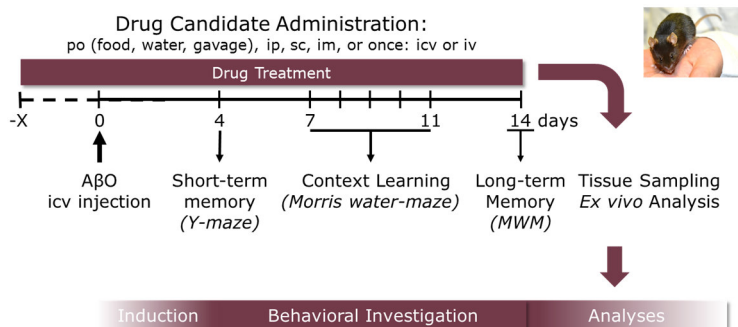 Drug Candidate Administration:
po (food, water, gavage), ip, sc, im, or once: icv or iv
Drug Treatment
-X 0 4 7 11 14 days
AβO
icv injection
Short-term
memory
(Y-maze)
Context Learning
(Morris water-maze)
Long-term
Memory
(MWM)
Tissue Sampling
Ex vivo Analysis
Induction Behavioral Investigation Analyses